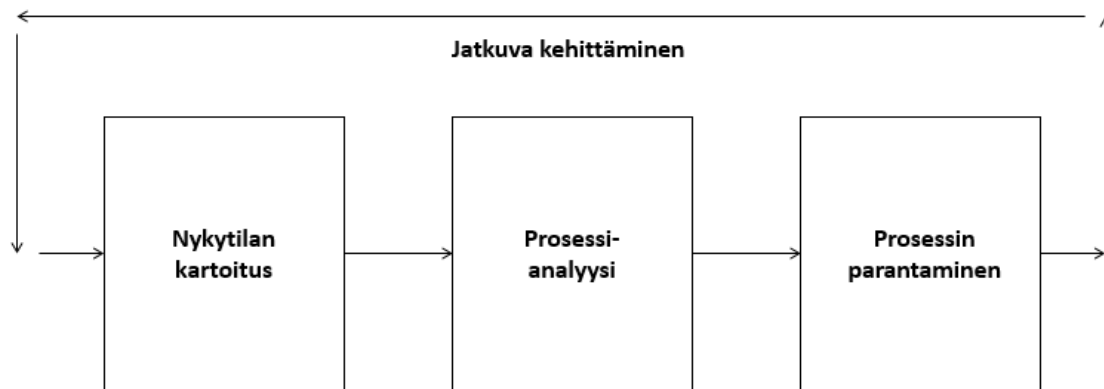 Jatkuva kehittäminen
Nykytilan
kartoitus
Prosessi-
analyysi
Prosessin
parantaminen